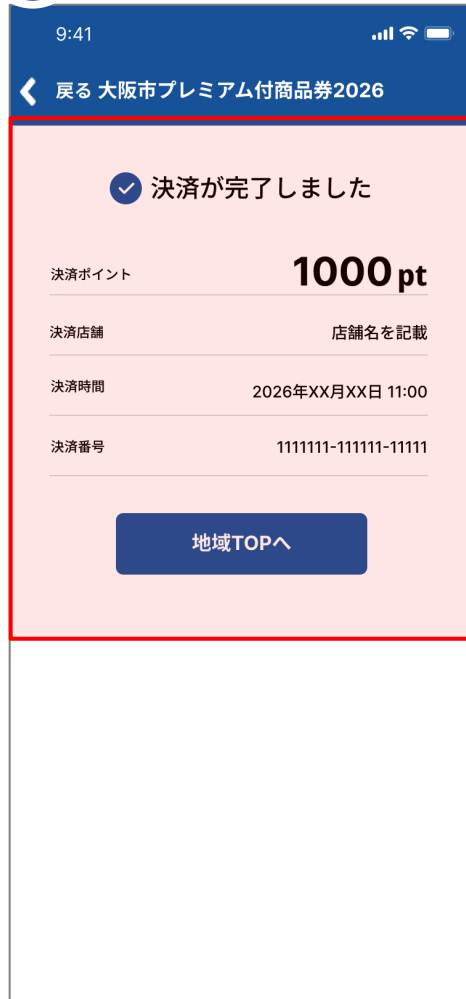 9:41
戻る 大阪市プレミアム付商品券2026
決済が完了しました
決済ポイント 1000 pt
決済店舗 店舗名を記載
決済時間 2026年XX月XX日 11:00
決済番号 1111111-111111-11111
地域TOPへ